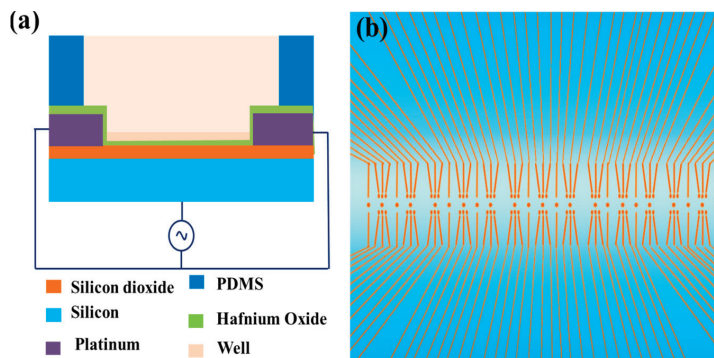 (a)
(b)
Silicon dioxide
PDMS
Silicon
Hafnium Oxide
Platinum
Well